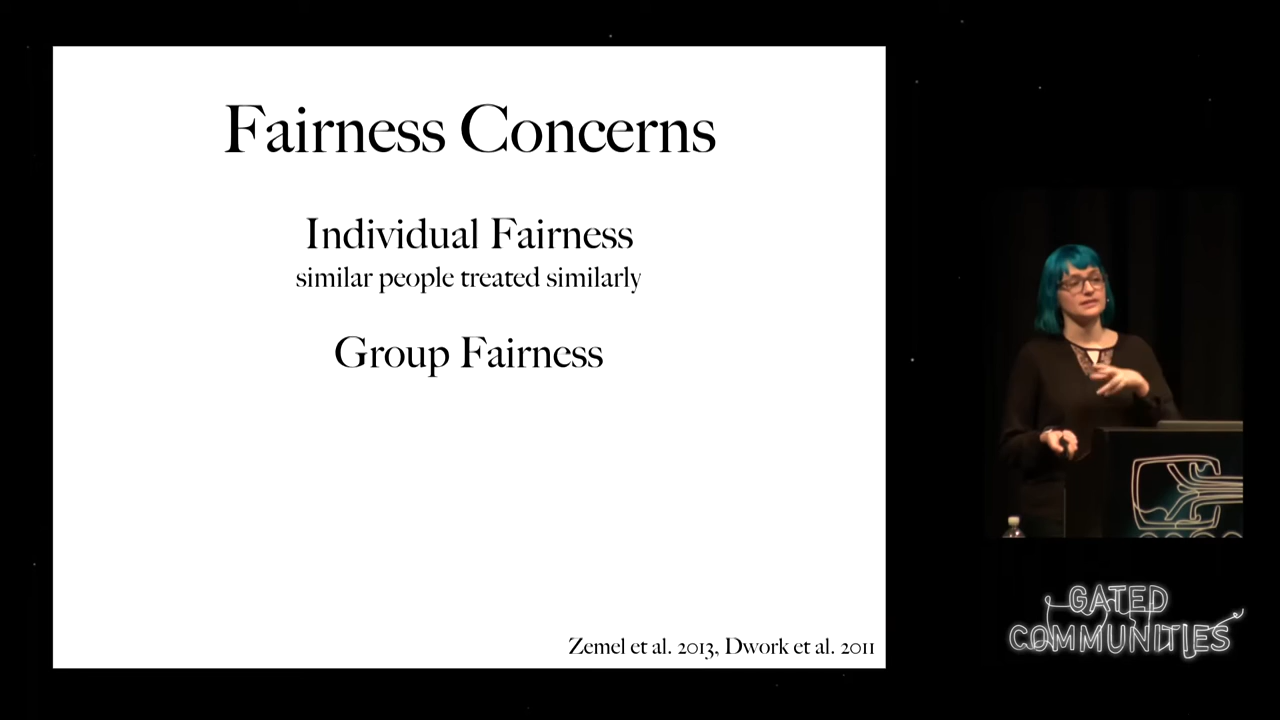 Fairness Concerns
Individual Fairness
similar people treated similarly
Group Fairness
Zemel et al. 2013, Dwork et al. 2011
GATED
COMMUNITIES